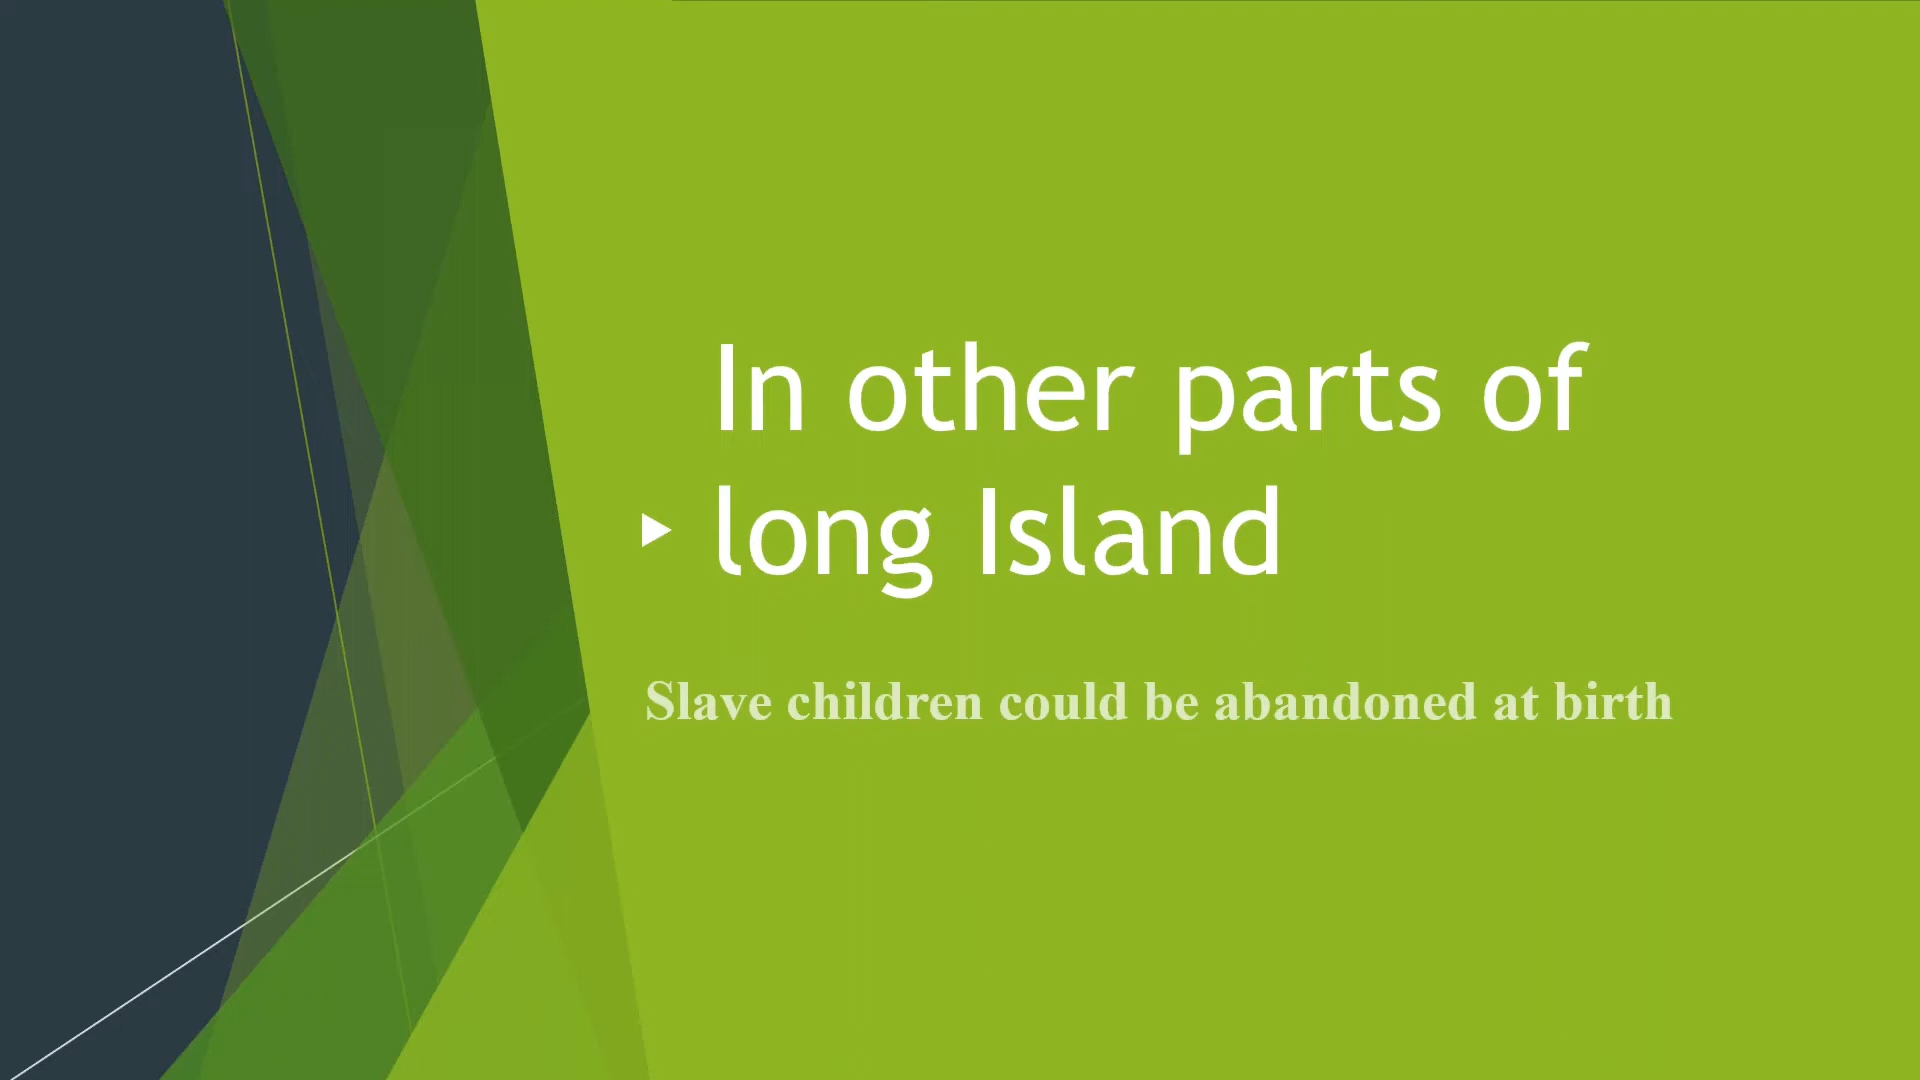 In other parts of
long Island
Slave children could be abandoned at birth